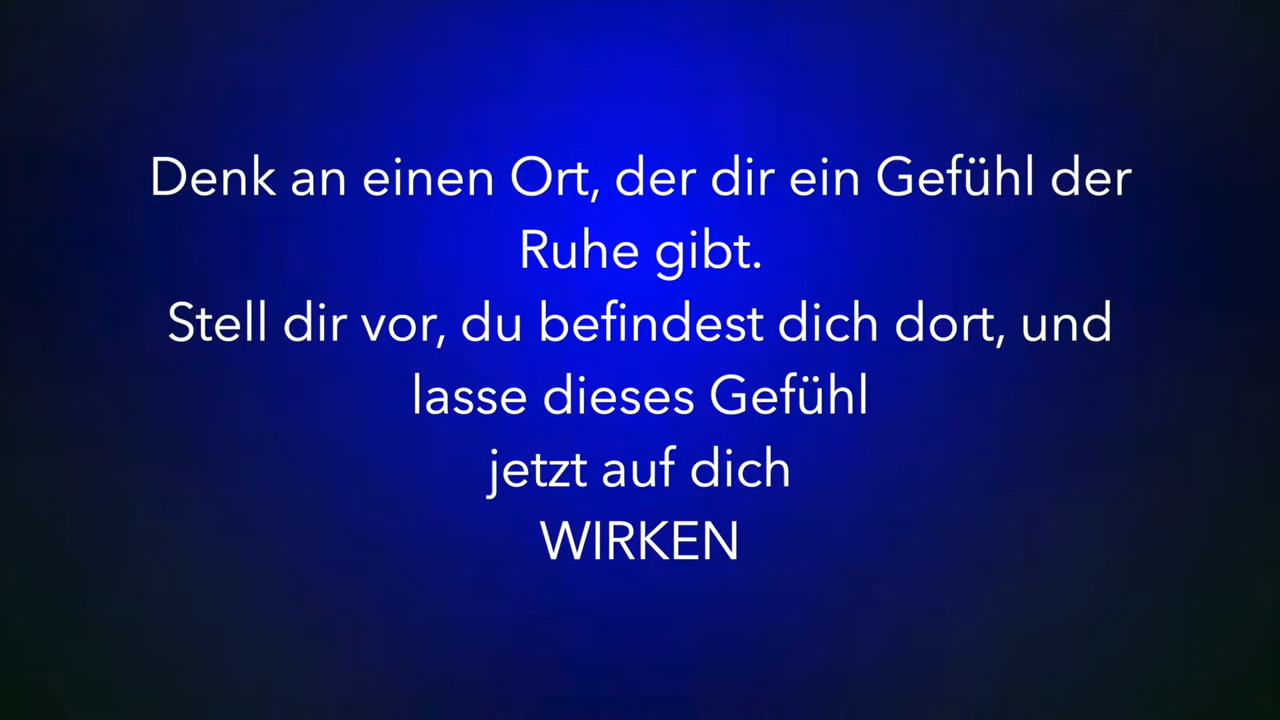 Denk an einen Ort, der dir ein Gefühl der
Ruhe gibt.
Stell dir vor, du befindest dich dort, und
lasse dieses Gefühl
jetzt auf dich
WIRKEN